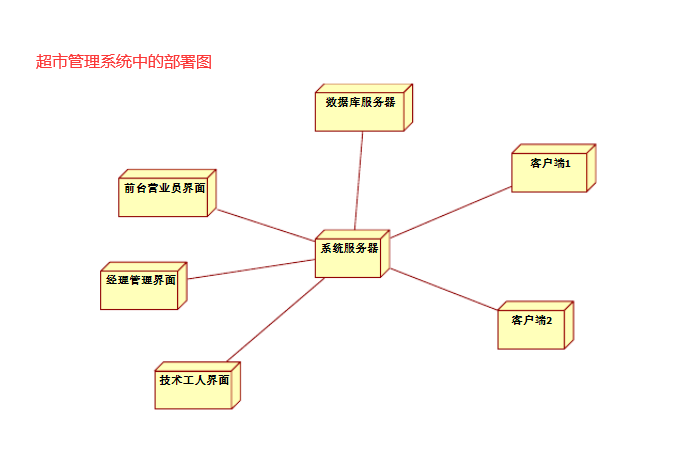 超市管理系统中的部署图
数据库服务器
客户端1
前台营业员界面
系统服务器
经理管理界面
客户端2
技术工人界面